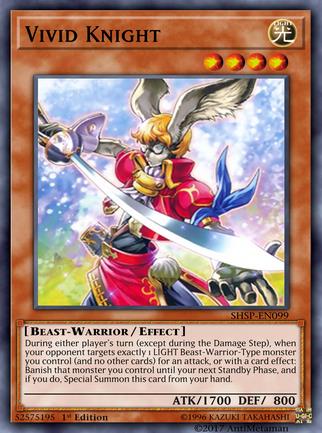 Vivid Knight
LIGHT
光
SHSP-EN099
[Beast-Warrior / Effect]
During either player's turn (except during the Damage Step), when
your opponent targets exactly 1 LIGHT Beast-Warrior-Type monster
you control (and no other cards) for an attack, or with a card effect:
Banish that monster you control until your next Standby Phase, and
if you do, Special Summon this card from your hand.
ATK/1700 DEF/ 800
52575195 1st Edition ©1996 KAZUKI TAKAHASHI
©2017 AntiMetaman